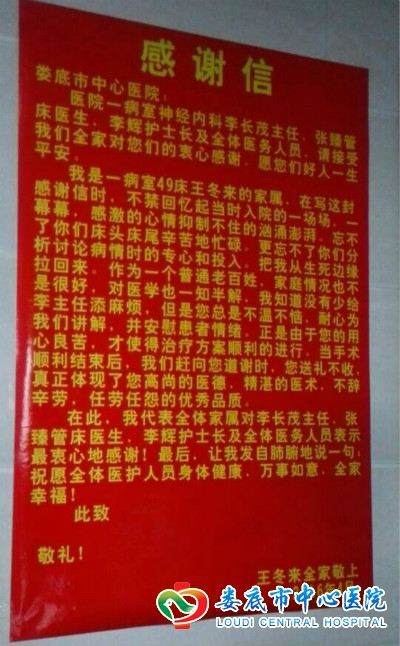 感谢信
娄底市中心医院：
医院一病室神经内科李长茂主任、张臻管
床医生、李辉护士长及全体医务人员，请接受
我们全家对您们的衷心感谢，愿您们好人一生
平安。
我是一病室49床王冬来的家属，在写这封
感谢信时，不禁回忆起当时入院的一场场、一
幕幕，感激的心情抑制不住的汹涌澎湃，忘不
了你们床头床尾辛苦地忙碌，更忘不了你们分
析讨论病情时的专心和投入，把我从生死边缘
拉回来。作为一个普通老百姓，家庭情况也不
是很好，对医学也一知半解，我知道没有少给
李主任添麻烦，但是您总是不温不恼，耐心为
我们讲解，并安慰患者情绪，正是由于您的用
心良苦，才使得治疗方案顺利的进行，当手术
顺利结束后，我们赶向您道谢时，您送礼不收，
真正体现了您高尚的医德，精湛的医术，不辞
辛劳，任劳任怨的优秀品质。
在此，我代表全体家属对李长茂主任、张
臻管床医生、李辉护士长及全体医务人员表示
最衷心地感谢！最后，让我发自肺腑地说一句：
祝愿全体医护人员身体健康，万事如意，全家
幸福！
此致
敬礼！
王冬来全家敬上
娄底市中心医院
LOUDI CENTRAL HOSPITAL